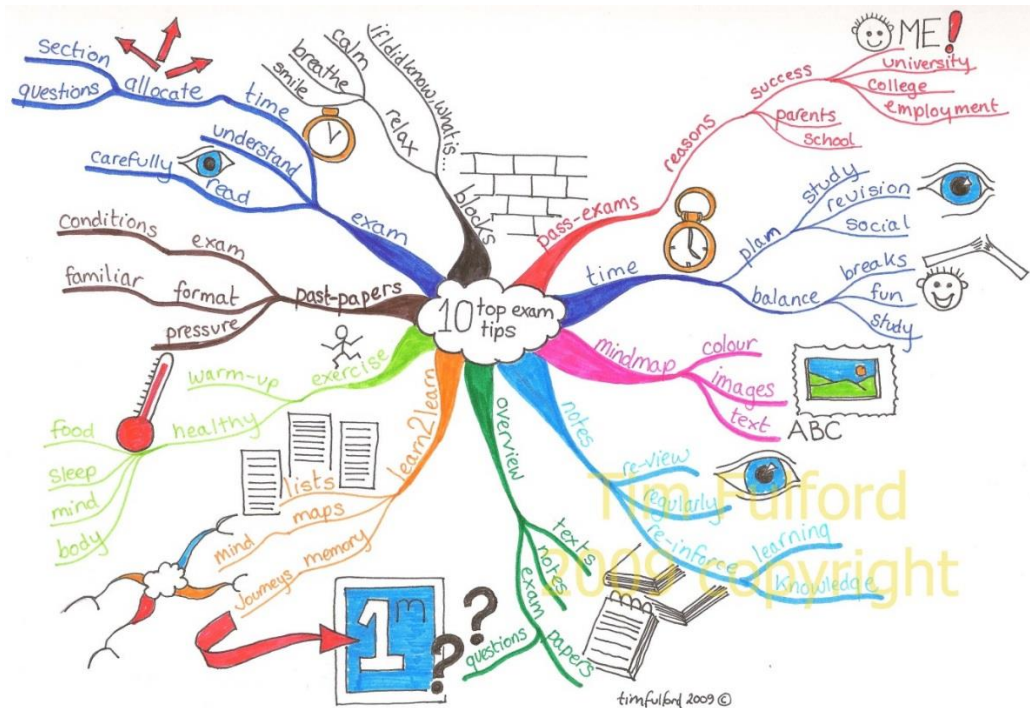 10 top exam
tips
pass-exams
reasons
success
ME!
university
college
employment
parents
school
time
plam
study
revision
social
balance
breaks
fun
study
mindmap
colour
images
text
ABC
notes
re-view
regularly
re-inforce
learning
knowledge
overview
texts
notes
exam
papers
questions
learn2learn
lists
maps
mind
memory
Journeys
1m
? ?
exercise
warm-up
healthy
food
sleep
mind
body
past-papers
exam
conditions
format
familiar
pressure
exam
time
allocate
section
questions
understand
read
carefully
blocks
relax
calm
breathe
smile
if I did know, what is...
Tim Fulford
2009 copyright
timfulford 2009 ©